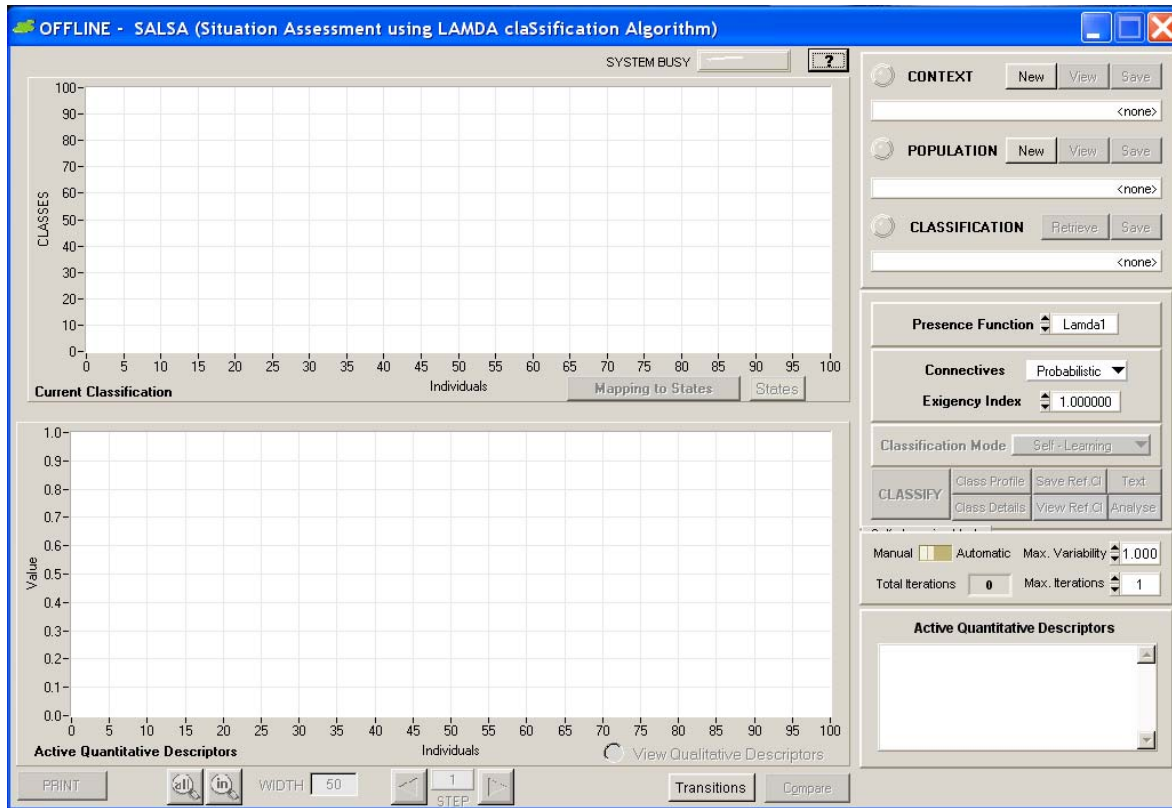 OFFLINE - SALSA (Situation Assessment using LAMDA claSsification Algorithm)
SYSTEM BUSY ?
100
90
80
70
60
50
40
30
20
10
0
CLASSES
0 5 10 15 20 25 30 35 40 45 50 55 60 65 70 75 80 85 90 95 100
Individuals
Current Classification
Mapping to States States
1.0
0.9
0.8
0.7
0.6
0.5
0.4
0.3
0.2
0.1
0.0
Value
0 5 10 15 20 25 30 35 40 45 50 55 60 65 70 75 80 85 90 95 100
Individuals
Active Quantitative Descriptors
View Qualitative Descriptors
PRINT all in WIDTH 50 1 STEP Transitions Compare
CONTEXT New View Save
<none>
POPULATION New View Save
<none>
CLASSIFICATION Retrieve Save
<none>
Presence Function Lamda1
Connectives Probabilistic
Exigency Index 1.000000
Classification Mode Self - Learning
CLASSIFY
Class Profile Save Ref.Cl Text
Class Details View Ref.Cl Analyse
Manual Automatic Max. Variability 1.000
Total Iterations 0 Max. Iterations 1
Active Quantitative Descriptors